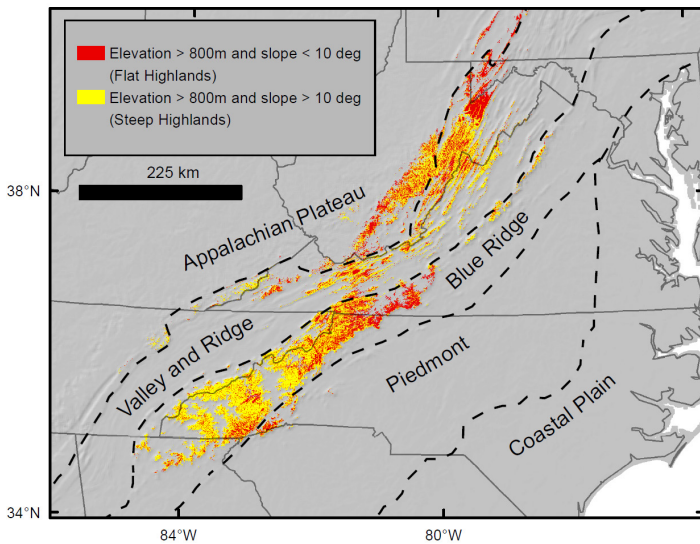 Elevation > 800m and slope < 10 deg
(Flat Highlands)
Elevation > 800m and slope > 10 deg
(Steep Highlands)
225 km
38°N
Appalachian Plateau
Blue Ridge
Valley and Ridge
Piedmont
Coastal Plain
34°N
84°W
80°W